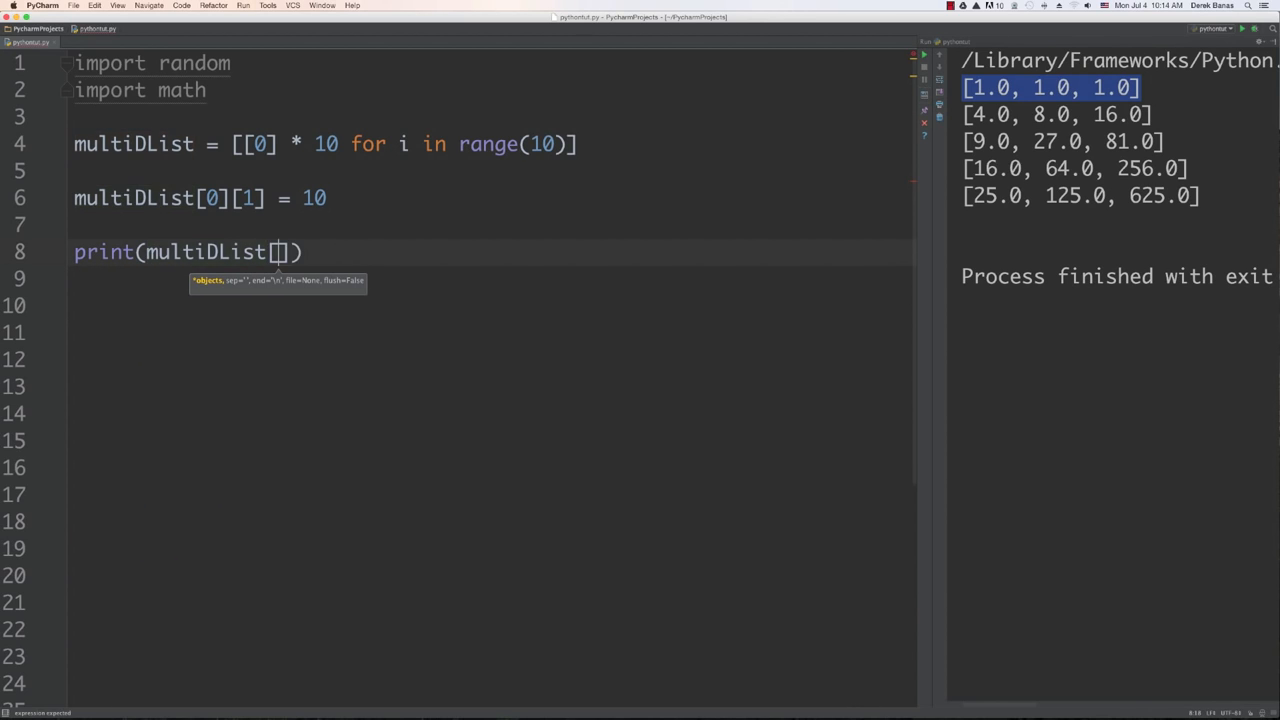 PyCharm File Edit View Navigate Code Refactor Run Tools VCS Window Help
10 Mon Jul 4 10:14 AM Derek Banas
pythontut.py - PycharmProjects - [~/PycharmProjects]
PycharmProjects pythontut.py
pythontut
pythontut.py
Run pythontut
1 import random
2 import math
3
4 multiDList = [[0] * 10 for i in range(10)]
5
6 multiDList[0][1] = 10
7
8 print(multiDList[])
*objects, sep=' ', end='\n', file=None, flush=False
9
10
11
12
13
14
15
16
17
18
19
20
21
22
23
24
/Library/Frameworks/Python.
[1.0, 1.0, 1.0]
[4.0, 8.0, 16.0]
[9.0, 27.0, 81.0]
[16.0, 64.0, 256.0]
[25.0, 125.0, 625.0]
Process finished with exit
expression expected
8:18 LF‡ UTF-8‡